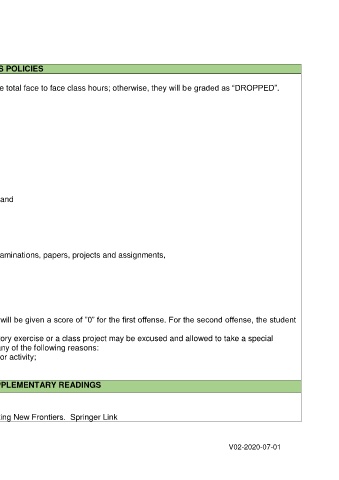 S POLICIES
e total face to face class hours; otherwise, they will be graded as “DROPPED”.
and
aminations, papers, projects and assignments,
will be given a score of "0" for the first offense. For the second offense, the student
ory exercise or a class project may be excused and allowed to take a special
any of the following reasons:
or activity;
PPLEMENTARY READINGS
king New Frontiers. Springer Link
V02-2020-07-01